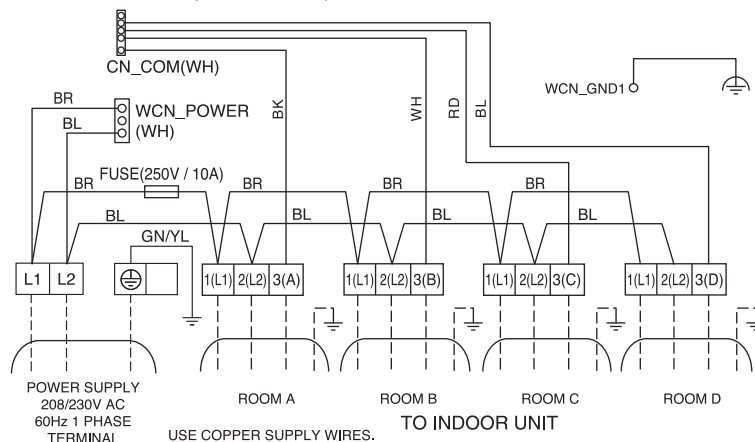 CN_COM(WH)
BR
WCN_POWER
(WH)
BL
BK
WH
RD
BL
WCN_GND1
FUSE(250V / 10A)
BR
BR
BR
BR
BL
BL
BL
BL
GN/YL
L1
L2
1(L1)
2(L2)
3(A)
1(L1)
2(L2)
3(B)
1(L1)
2(L2)
3(C)
1(L1)
2(L2)
3(D)
POWER SUPPLY
208/230V AC
60Hz 1 PHASE
TERMINAL
ROOM A
ROOM B
ROOM C
ROOM D
TO INDOOR UNIT
USE COPPER SUPPLY WIRES.